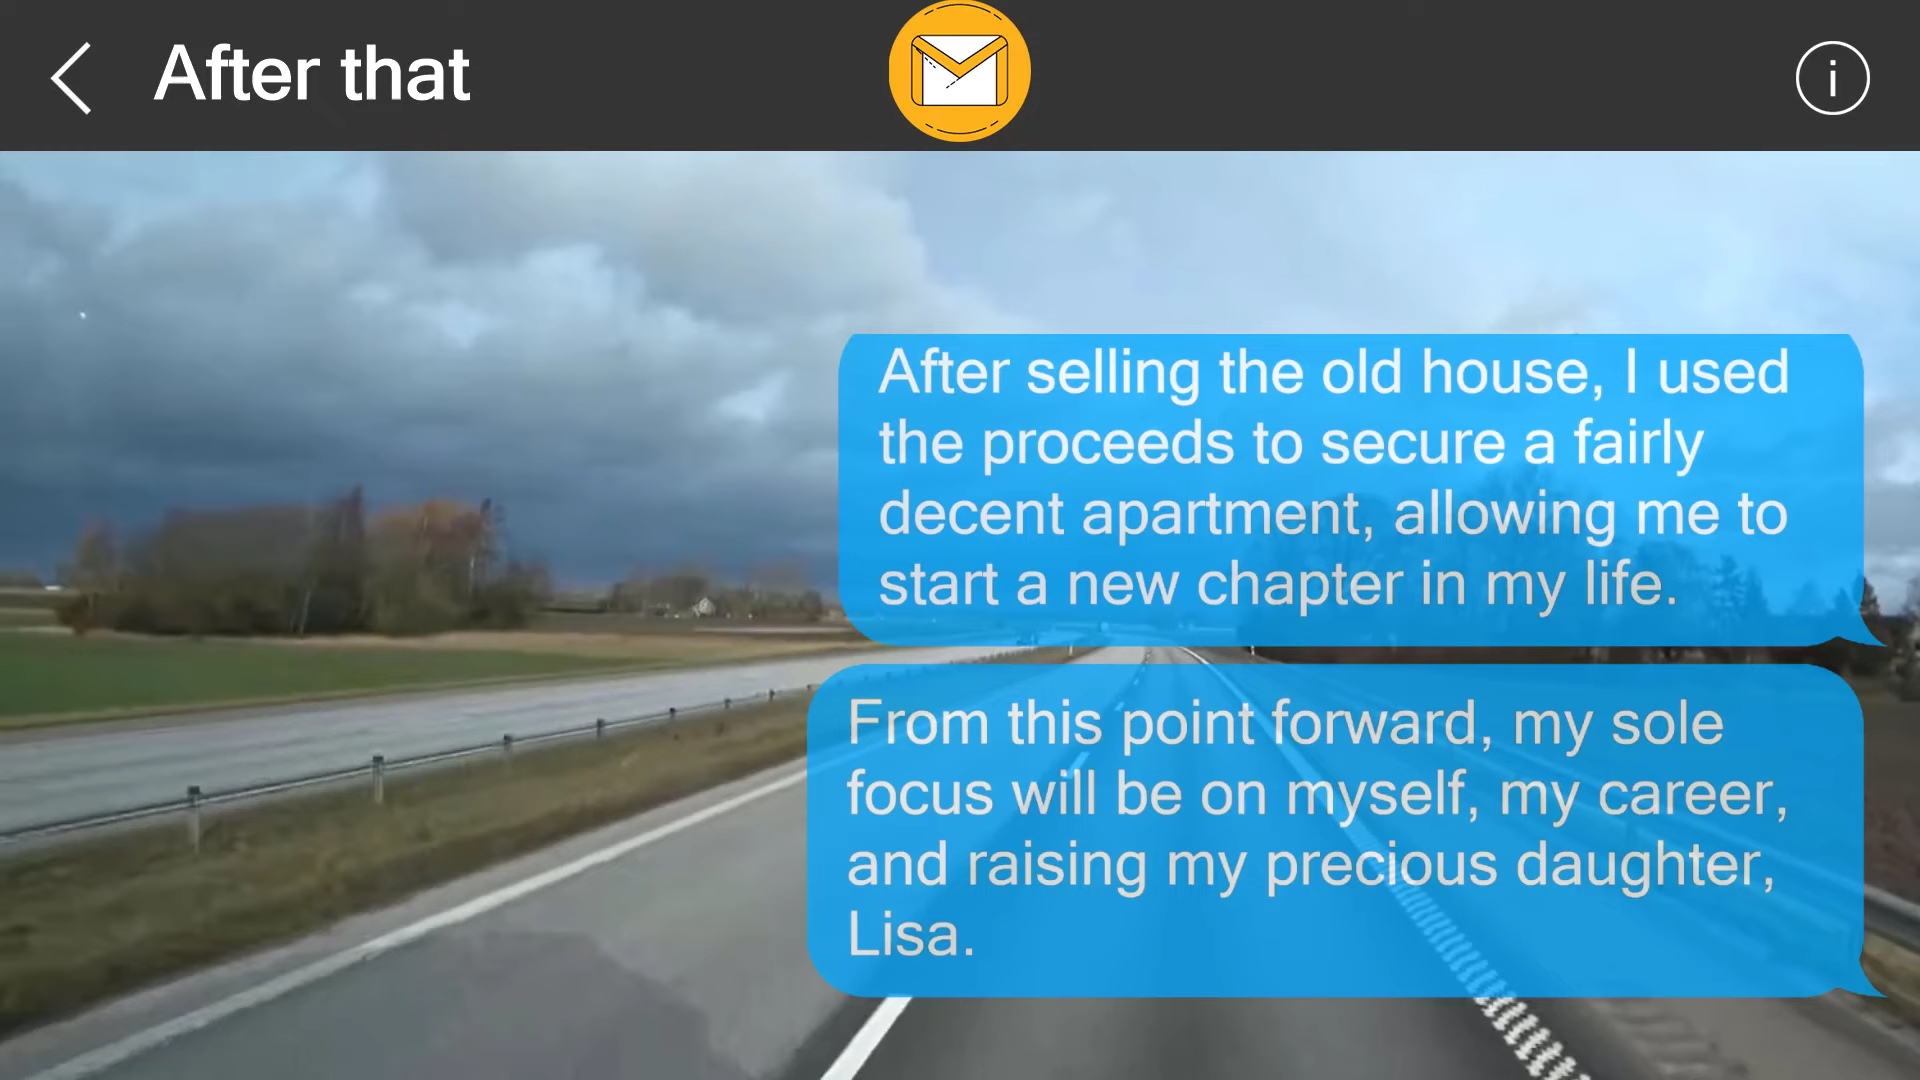 After that
i
After selling the old house, I used
the proceeds to secure a fairly
decent apartment, allowing me to
start a new chapter in my life.
From this point forward, my sole
focus will be on myself, my career,
and raising my precious daughter,
Lisa.